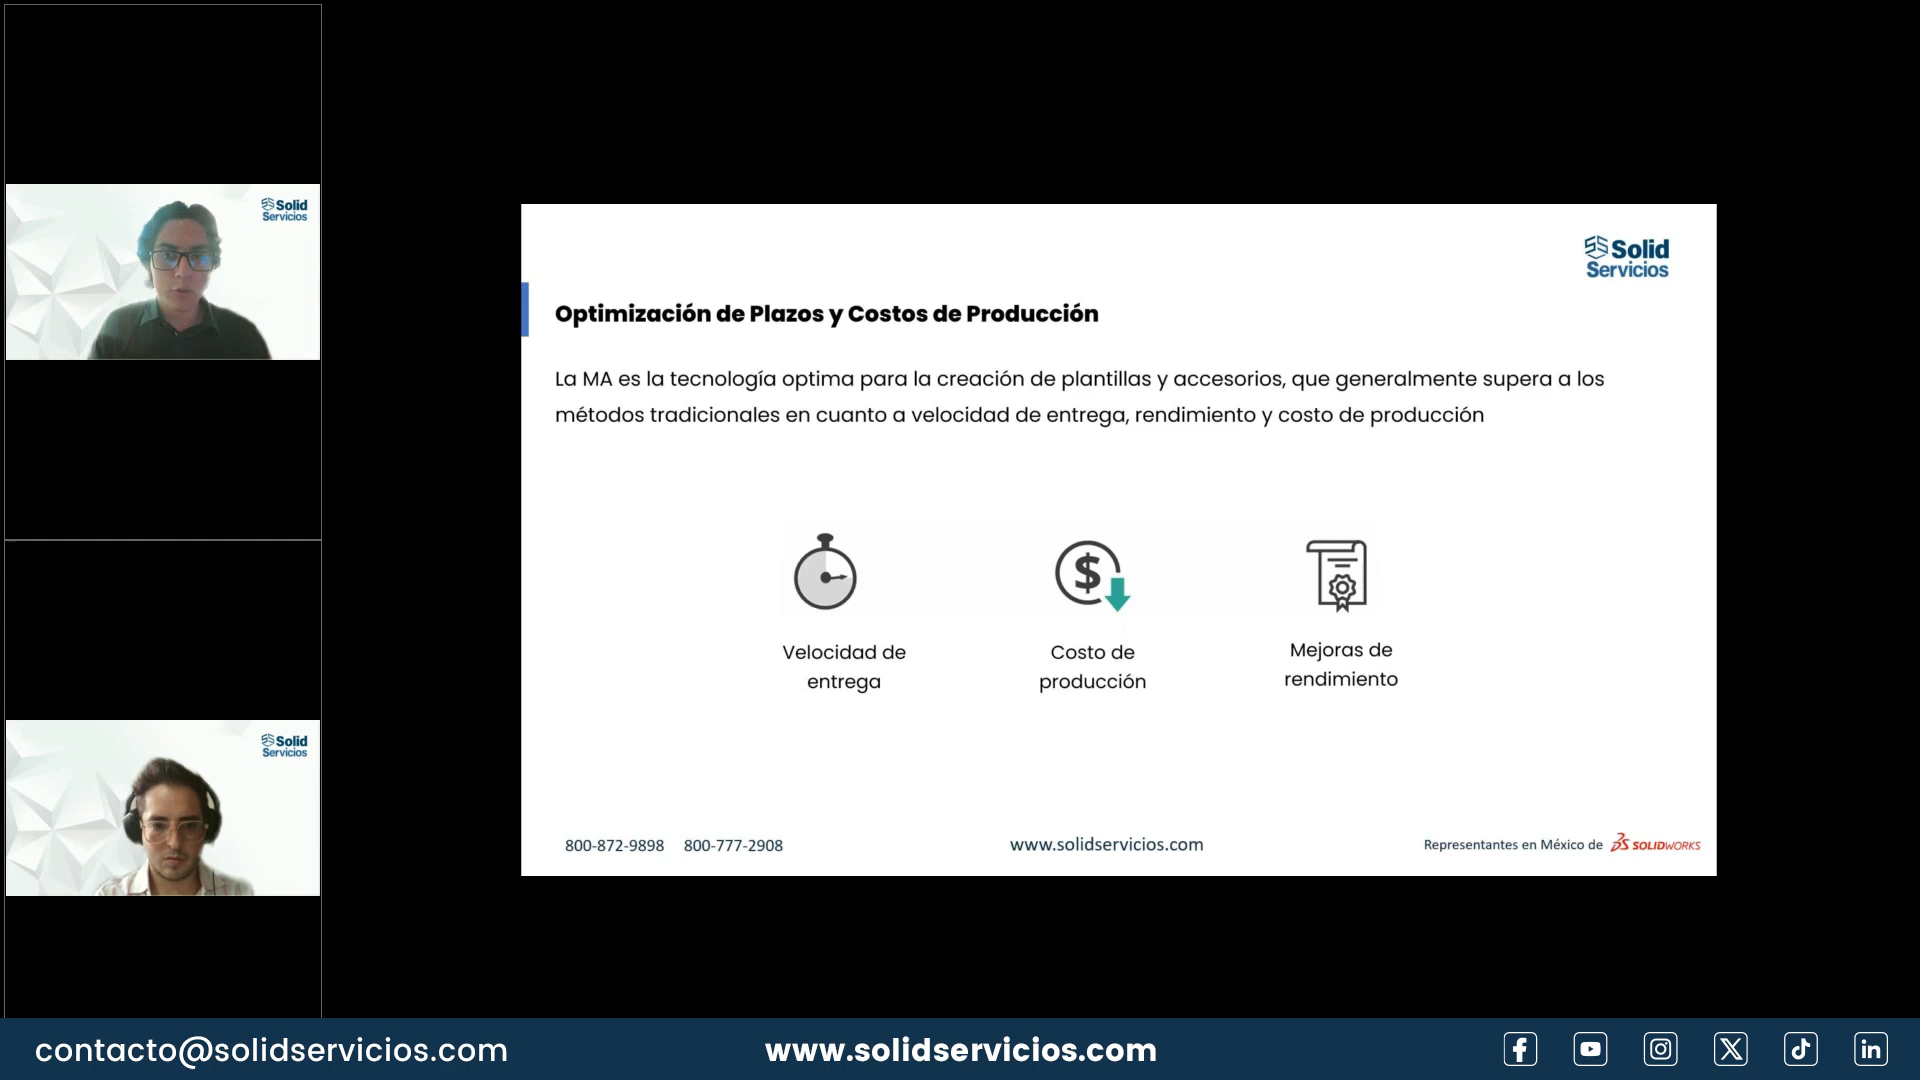 Solid
Servicios
Solid
Servicios
Solid
Servicios
Optimización de Plazos y Costos de Producción
La MA es la tecnología optima para la creación de plantillas y accesorios, que generalmente supera a los
métodos tradicionales en cuanto a velocidad de entrega, rendimiento y costo de producción
Velocidad de
entrega
Costo de
producción
Mejoras de
rendimiento
800-872-9898 800-777-2908
www.solidservicios.com
Representantes en México de SOLIDWORKS
contacto@solidservicios.com
www.solidservicios.com